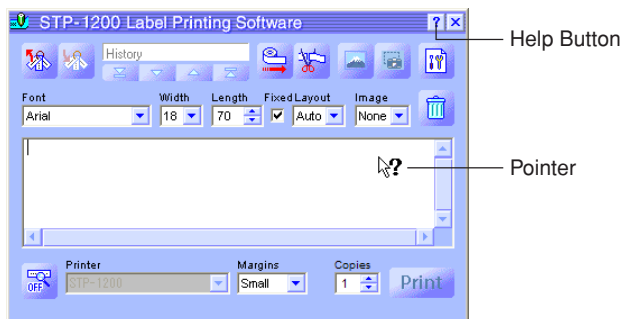 STP-1200 Label Printing Software ? ×
Help Button
History
Font Width Length Fixed Layout Image
Arial 18 70 Auto None
? Pointer
Printer Margins Copies
OFF STP-1200 Small 1 Print